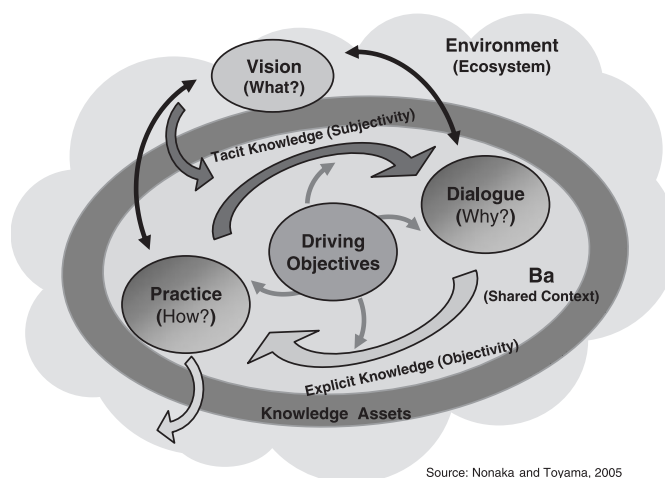 Environment
(Ecosystem)
Vision
(What?)
Tacit Knowledge (Subjectivity)
Dialogue
(Why?)
Driving
Objectives
Ba
(Shared Context)
Practice
(How?)
Explicit Knowledge (Objectivity)
Knowledge Assets
Source: Nonaka and Toyama, 2005